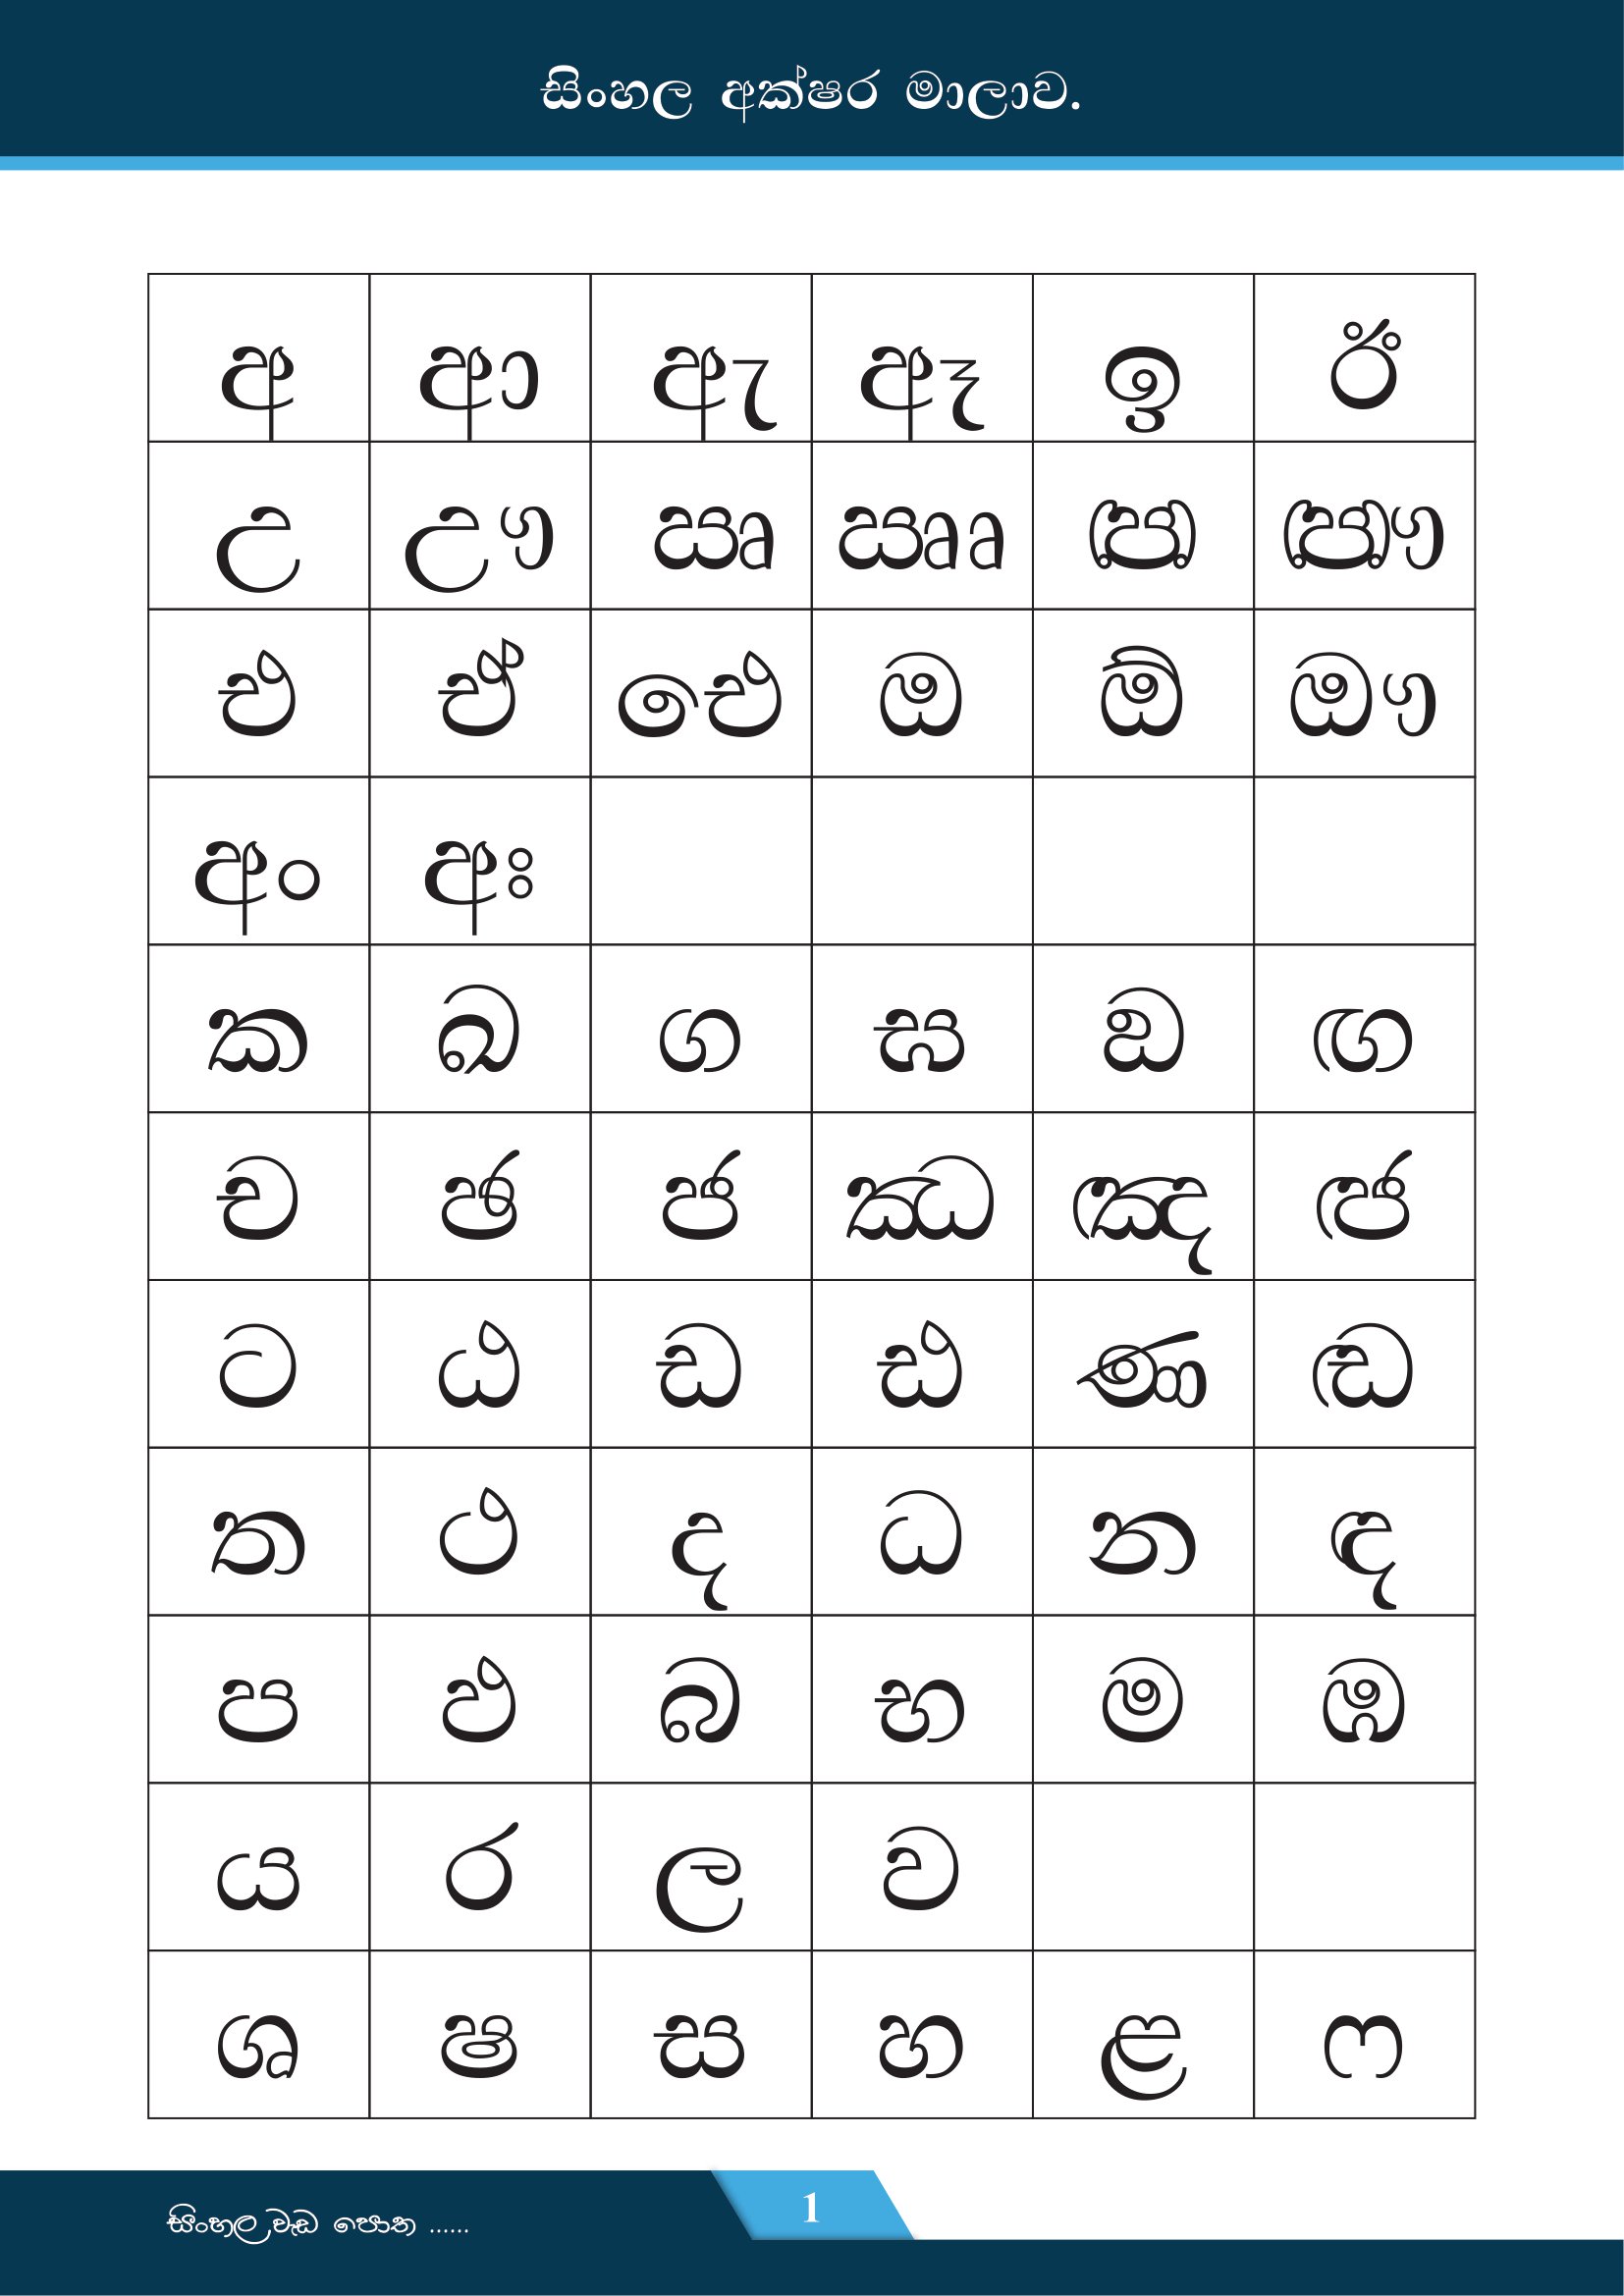 සිංහල අක්ෂර මාලාව.
අ ආ ඇ ඈ ඉ ඊ
උ ඌ ඍ ඎ ඏ ඐ
එ ඒ ඓ ඔ ඕ ඖ
අං අඃ
ක ඛ ග ඝ ඞ ඟ
ච ඡ ජ ඣ ඤ ඦ
ට ඨ ඩ ඪ ණ ඬ
ත ථ ද ධ න ඳ
ප ඵ බ භ ම ඹ
ය ර ල ව
ශ ෂ ස හ ළ ෆ
සිංහල වැඩ පොත ......
1